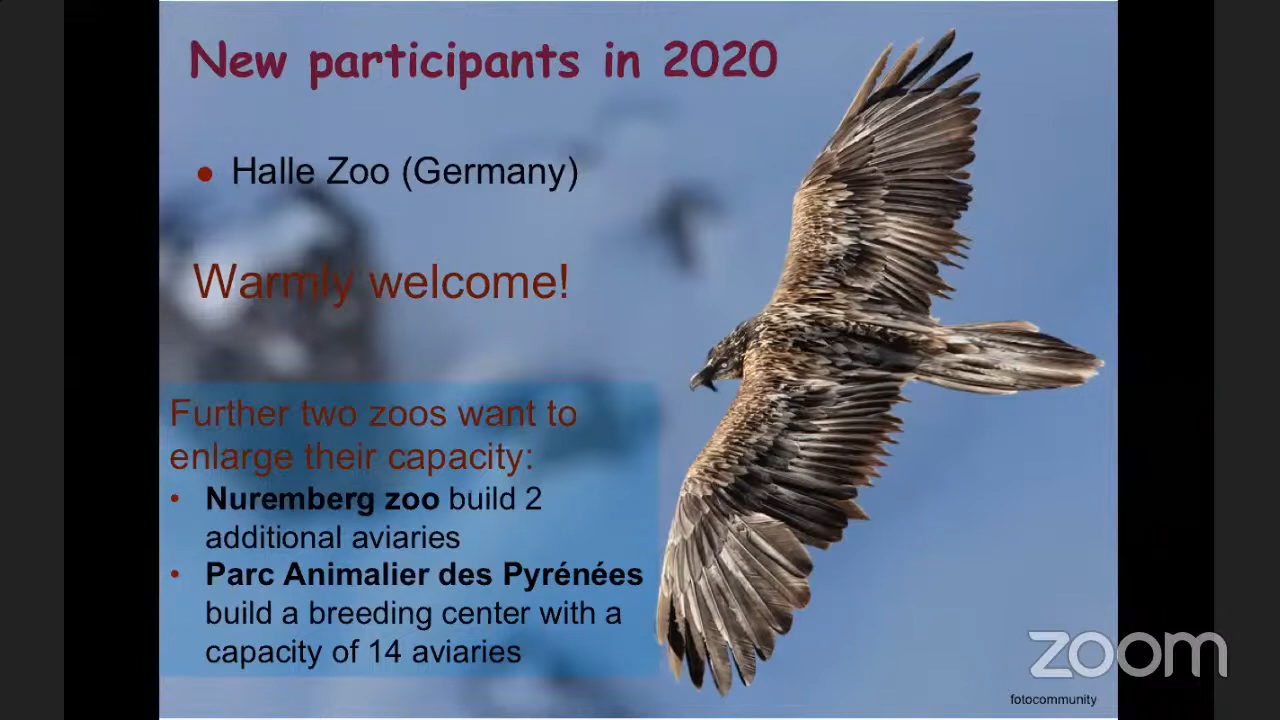 New participants in 2020
• Halle Zoo (Germany)
Warmly welcome!
Further two zoos want to
enlarge their capacity:
• Nuremberg zoo build 2
additional aviaries
• Parc Animalier des Pyrénées
build a breeding center with a
capacity of 14 aviaries
zoom
fotocommunity